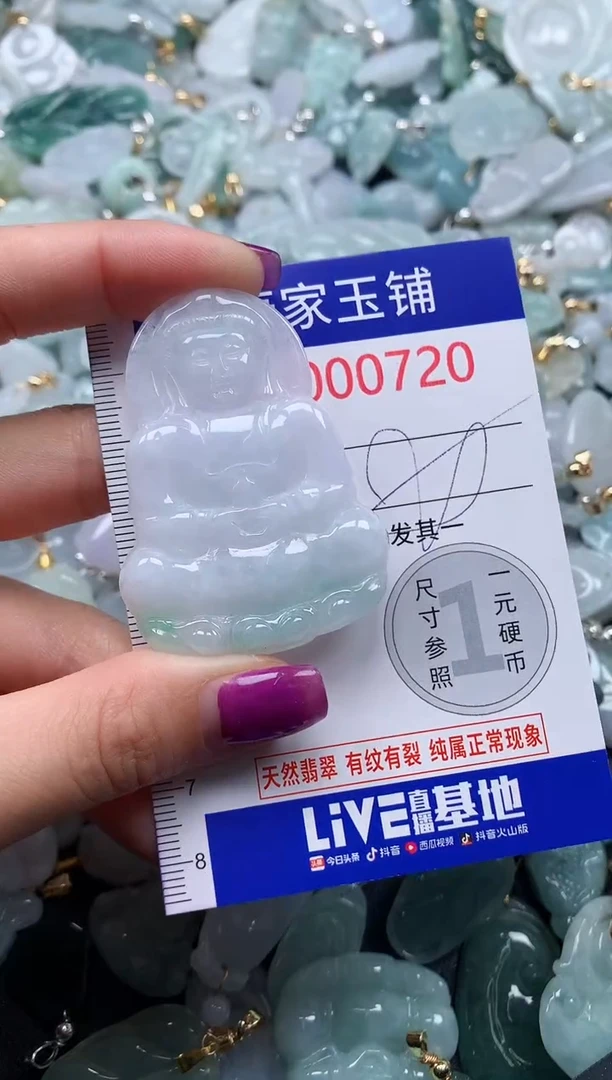 家玉铺
000720
发其一
尺寸参照
1
一元硬币
天然翡翠 有纹有裂 纯属正常现象
LiVE直播基地
头条 今日头条 抖音 西瓜视频 抖音火山版
7
8